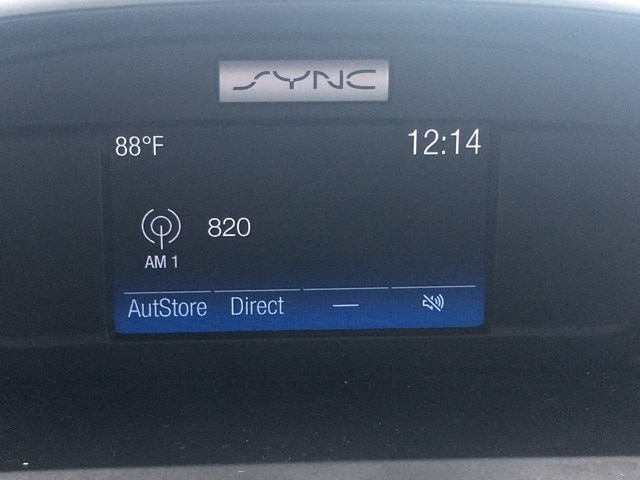 SYNC
88°F 12:14
820
AM 1
AutStore Direct —